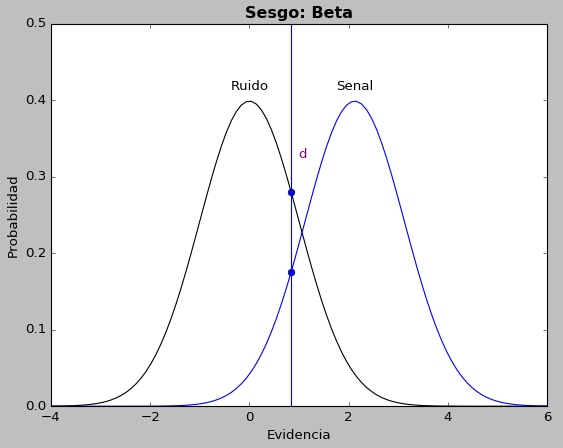 Sesgo: Beta
0.5
0.4
0.3
0.2
0.1
0.0
Probabilidad
Ruido
Senal
d
−4
−2
0
2
4
6
Evidencia